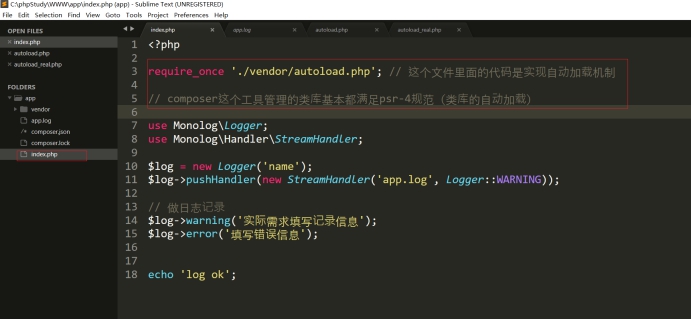 C:\phpStudy\WWW\app\index.php (app) - Sublime Text (UNREGISTERED)
File Edit Selection Find View Goto Tools Project Preferences Help
OPEN FILES
index.php
autoload.php
autoload_real.php
FOLDERS
app
vendor
app.log
composer.json
composer.lock
index.php
index.php app.log autoload.php autoload_real.php
1 <?php
2
3 require_once './vendor/autoload.php'; // 这个文件里面的代码是实现自动加载机制
4
5 // composer这个工具管理的类库基本都满足psr-4规范（类库的自动加载）
6
7 use Monolog\Logger;
8 use Monolog\Handler\StreamHandler;
9
10 $log = new Logger('name');
11 $log->pushHandler(new StreamHandler('app.log', Logger::WARNING));
12
13 // 做日志记录
14 $log->warning('实际需求填写记录信息');
15 $log->error('填写错误信息');
16
17
18 echo 'log ok';